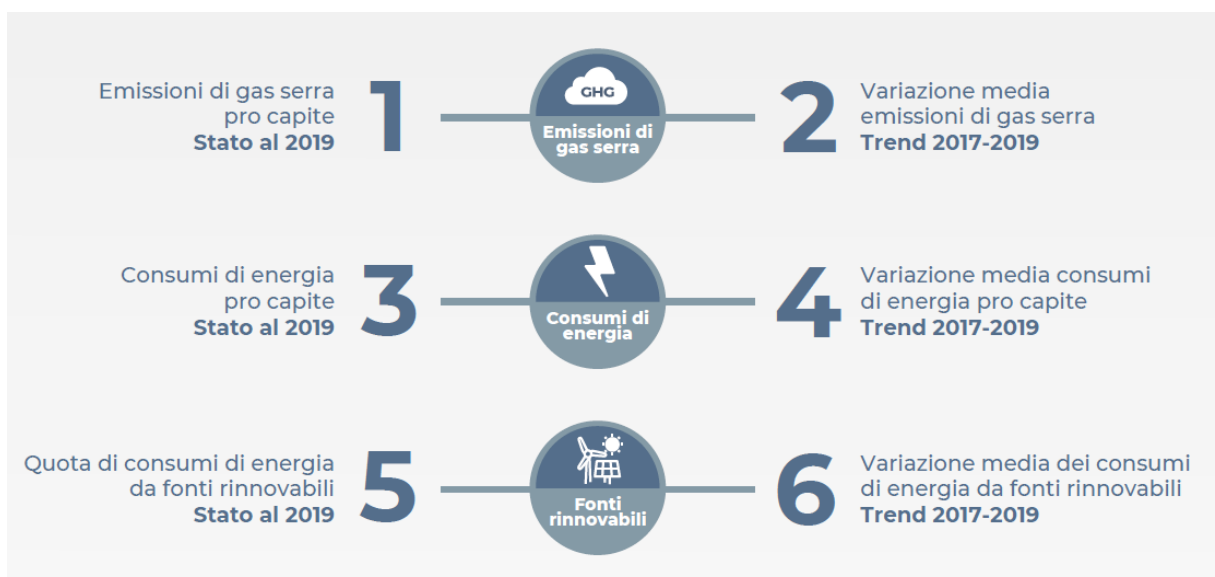 Emissioni di gas serra
pro capite
Stato al 2019
1
GHG
Emissioni di
gas serra
2
Variazione media
emissioni di gas serra
Trend 2017-2019
Consumi di energia
pro capite
Stato al 2019
3
Consumi di
energia
4
Variazione media consumi
di energia pro capite
Trend 2017-2019
Quota di consumi di energia
da fonti rinnovabili
Stato al 2019
5
Fonti
rinnovabili
6
Variazione media dei consumi
di energia da fonti rinnovabili
Trend 2017-2019